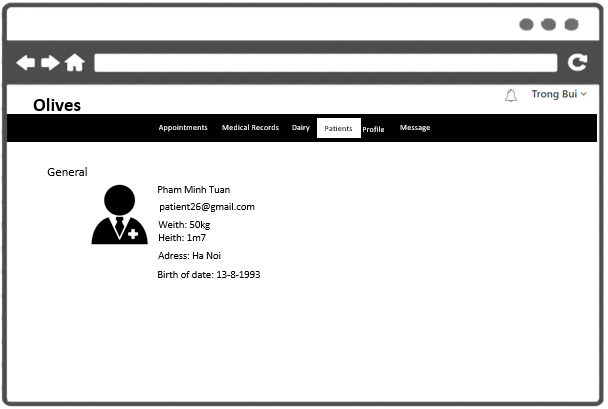 Trong Bui
Olives
Appointments Medical Records Dairy Patients Profile Message
General
Pham Minh Tuan
patient26@gmail.com
Weith: 50kg
Heith: 1m7
Adress: Ha Noi
Birth of date: 13-8-1993